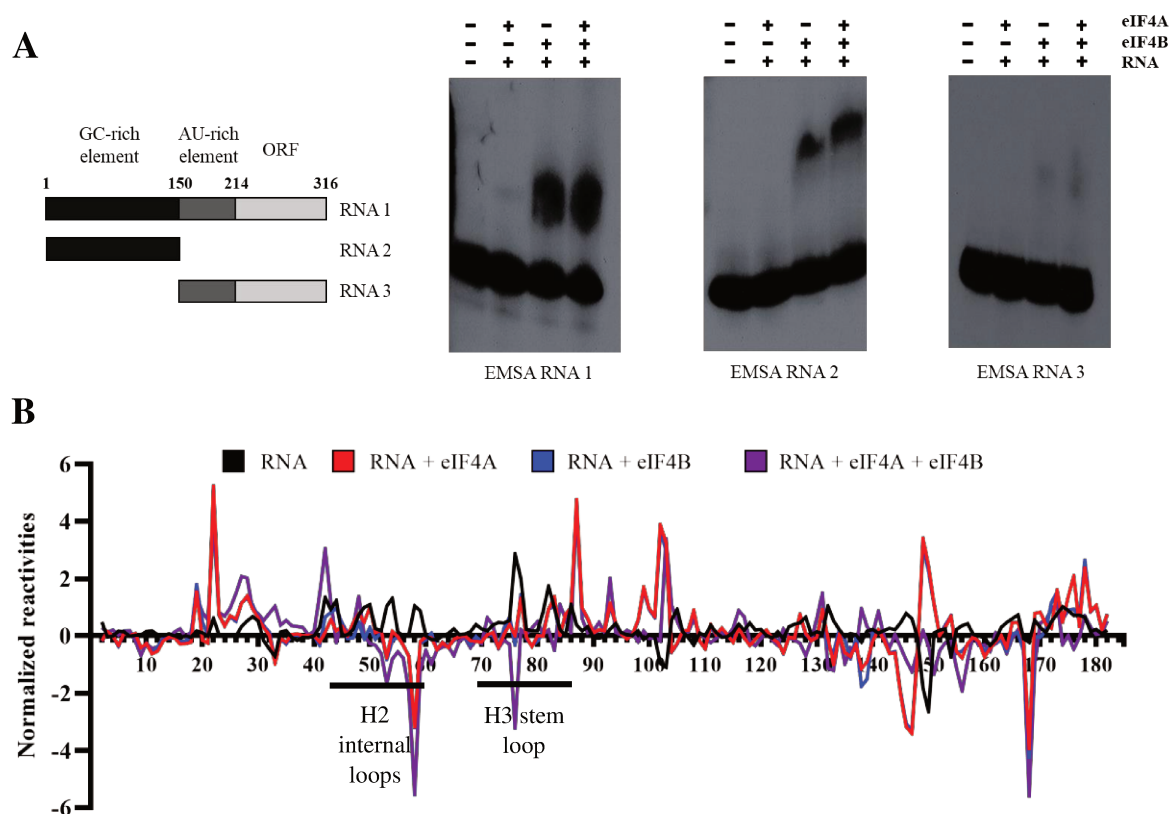 A
- + - + - + - + - + - + eIF4A
- - + + - - + + - - + + eIF4B
- + + + - + + + - + + + RNA
GC-rich element
AU-rich element
ORF
1 150 214 316
RNA 1
RNA 2
RNA 3
EMSA RNA 1
EMSA RNA 2
EMSA RNA 3
B
RNA
RNA + eIF4A
RNA + eIF4B
RNA + eIF4A + eIF4B
Normalized reactivities
6
4
2
0
-2
-4
-6
10 20 30 40 50 60 70 80 90 100 110 120 130 140 150 160 170 180
H2
internal
loops
H3 stem
loop